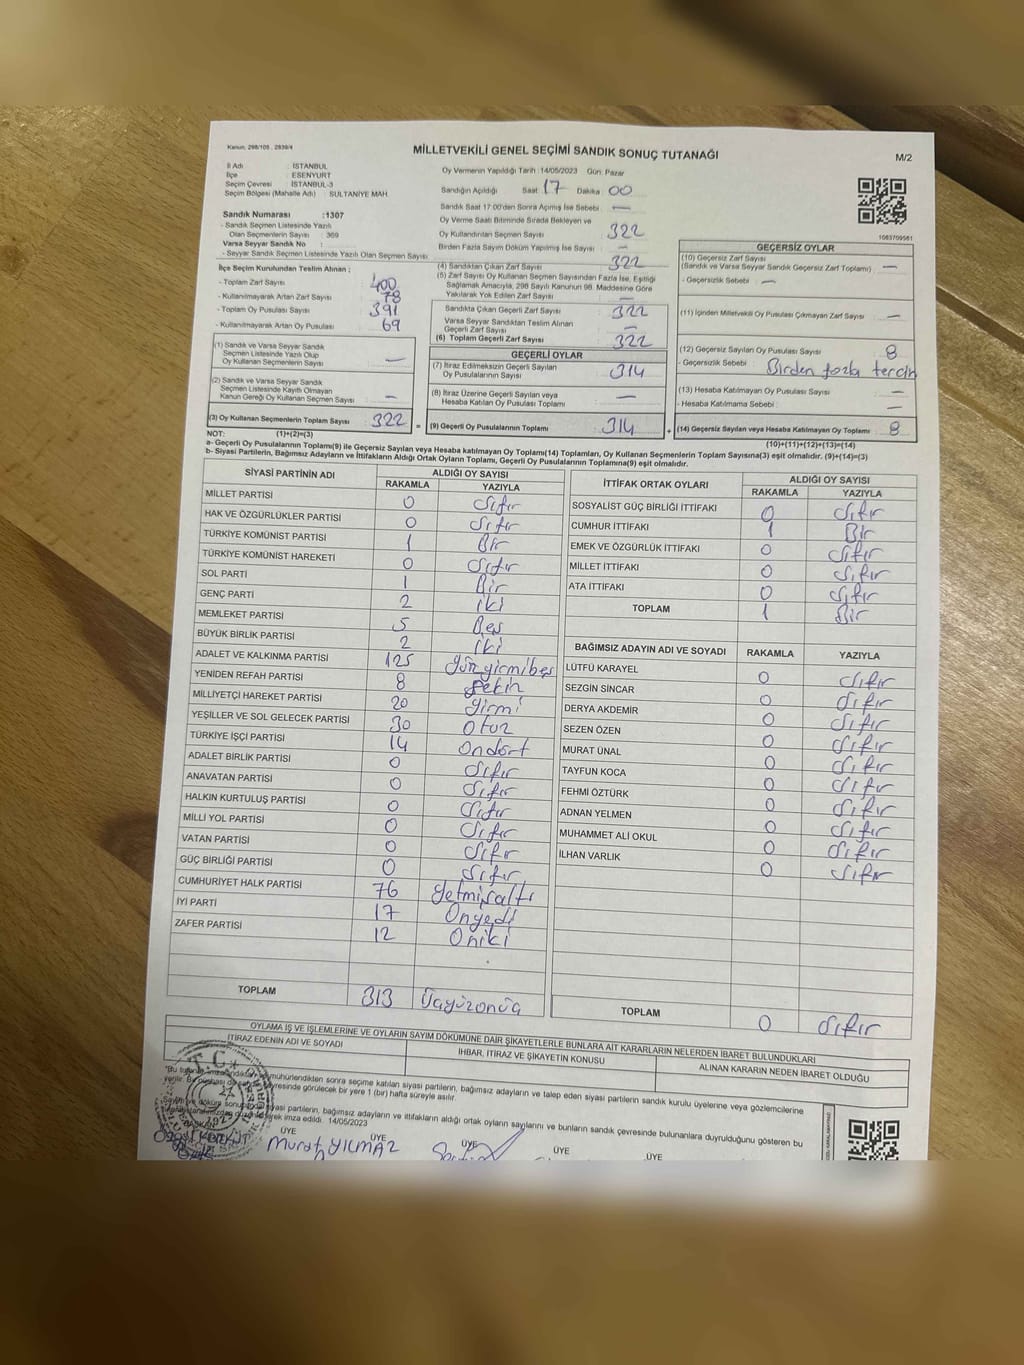 Kanun; 298/105 , 2839/4
MİLLETVEKİLİ GENEL SEÇİMİ SANDIK SONUÇ TUTANAĞI
M/2
İl Adı : İSTANBUL
İlçe : ESENYURT
Seçim Çevresi : İSTANBUL-3
Seçim Bölgesi (Mahalle Adı) : SULTANİYE MAH.
Sandık Numarası :1307
- Sandık Seçmen Listesinde Yazılı
Olan Seçmenlerin Sayısı : 369
Varsa Seyyar Sandık No :
- Seyyar Sandık Seçmen Listesinde Yazılı Olan Seçmen Sayısı:
İlçe Seçim Kurulundan Teslim Alınan ;
- Toplam Zarf Sayısı : 400
- Kullanılmayarak Artan Zarf Sayısı : 78
- Toplam Oy Pusulası Sayısı : 391
- Kullanılmayarak Artan Oy Pusulası : 69
(1) Sandık ve Varsa Seyyar Sandık
Seçmen Listesinde Yazılı Olup
Oy Kullanan Seçmenlerin Sayısı : —
(2) Sandık ve Varsa Seyyar Sandık
Seçmen Listesinde Kayıtlı Olmayan
Kanun Gereği Oy Kullanan Seçmen Sayısı : —
(3) Oy Kullanan Seçmenlerin Toplam Sayısı : 322
Oy Vermenin Yapıldığı Tarih :14/05/2023 Gün: Pazar
Sandığın Açıldığı Saat 17 Dakika 00
Sandık Saat 17:00'den Sonra Açılmış İse Sebebi : —
Oy Verme Saati Bitiminde Sırada Bekleyen ve
Oy Kullandırılan Seçmen Sayısı : 322
Birden Fazla Sayım Döküm Yapılmış İse Sayısı : —
(4) Sandıktan Çıkan Zarf Sayısı : 322
(5) Zarf Sayısı Oy Kullanan Seçmen Sayısından Fazla İse, Eşitliği
Sağlamak Amacıyla, 298 Sayılı Kanunun 98. Maddesine Göre
Yakılarak Yok Edilen Zarf Sayısı : —
Sandıkta Çıkan Geçerli Zarf Sayısı : 322
Varsa Seyyar Sandıktan Teslim Alınan
Geçerli Zarf Sayısı : —
(6) Toplam Geçerli Zarf Sayısı : 322
GEÇERLİ OYLAR
(7) İtiraz Edilmeksizin Geçerli Sayılan
Oy Pusulalarının Sayısı : 314
(8) İtiraz Üzerine Geçerli Sayılan veya
Hesaba Katılan Oy Pusulası Toplamı : —
= (9) Geçerli Oy Pusulalarının Toplamı : 314
1063709561
GEÇERSİZ OYLAR
(10) Geçersiz Zarf Sayısı
(Sandık ve Varsa Seyyar Sandık Geçersiz Zarf Toplamı) : —
- Geçersizlik Sebebi : —
(11) İçinden Milletvekili Oy Pusulası Çıkmayan Zarf Sayısı : —
(12) Geçersiz Sayılan Oy Pusulası Sayısı : 8
- Geçersizlik Sebebi : Birden fazla tercih
(13) Hesaba Katılmayan Oy Pusulası Sayısı : —
- Hesaba Katılmama Sebebi : —
+ (14) Geçersiz Sayılan veya Hesaba Katılmayan Oy Toplamı : 8
NOT: (1)+(2)=(3)
(10)+(11)+(12)+(13)=(14)
a- Geçerli Oy Pusulalarının Toplamı(9) ile Geçersiz Sayılan veya Hesaba katılmayan Oy Toplamı(14) Toplamları, Oy Kullanan Seçmenlerin Toplam Sayısına(3) eşit olmalıdır. (9)+(14)=(3)
b- Siyasi Partilerin, Bağımsız Adayların ve İttifakların Aldığı Ortak Oyların Toplamı, Geçerli Oy Pusulalarının Toplamına(9) eşit olmalıdır.
SİYASİ PARTİNİN ADI ALDIĞI OY SAYISI
RAKAMLA YAZIYLA
MİLLET PARTİSİ 0 Sıfır
HAK VE ÖZGÜRLÜKLER PARTİSİ 0 Sıfır
TÜRKİYE KOMÜNİST PARTİSİ 1 Bir
TÜRKİYE KOMÜNİST HAREKETİ 0 Sıfır
SOL PARTİ 1 Bir
GENÇ PARTİ 2 iki
MEMLEKET PARTİSİ 5 Beş
BÜYÜK BİRLİK PARTİSİ 2 iki
ADALET VE KALKINMA PARTİSİ 125 yüzyirmibeş
YENİDEN REFAH PARTİSİ 8 Sekiz
MİLLİYETÇİ HAREKET PARTİSİ 20 yirmi
YEŞİLLER VE SOL GELECEK PARTİSİ 30 Otuz
TÜRKİYE İŞÇİ PARTİSİ 14 Ondört
ADALET BİRLİK PARTİSİ 0 Sıfır
ANAVATAN PARTİSİ 0 Sıfır
HALKIN KURTULUŞ PARTİSİ 0 Sıfır
MİLLİ YOL PARTİSİ 0 Sıfır
VATAN PARTİSİ 0 Sıfır
GÜÇ BİRLİĞİ PARTİSİ 0 Sıfır
CUMHURİYET HALK PARTİSİ 76 yetmişaltı
İYİ PARTİ 17 Onyedi
ZAFER PARTİSİ 12 Oniki
TOPLAM 313 Üçyüzonüç
İTTİFAK ORTAK OYLARI ALDIĞI OY SAYISI
RAKAMLA YAZIYLA
SOSYALİST GÜÇ BİRLİĞİ İTTİFAKI 0 Sıfır
CUMHUR İTTİFAKI 1 Bir
EMEK VE ÖZGÜRLÜK İTTİFAKI 0 Sıfır
MİLLET İTTİFAKI 0 Sıfır
ATA İTTİFAKI 0 Sıfır
TOPLAM 1 Bir
BAĞIMSIZ ADAYIN ADI VE SOYADI RAKAMLA YAZIYLA
LÜTFÜ KARAYEL 0 Sıfır
SEZGİN SİNCAR 0 Sıfır
DERYA AKDEMİR 0 Sıfır
SEZEN ÖZEN 0 Sıfır
MURAT ÜNAL 0 Sıfır
TAYFUN KOCA 0 Sıfır
FEHMİ ÖZTÜRK 0 Sıfır
ADNAN YELMEN 0 Sıfır
MUHAMMET ALİ OKUL 0 Sıfır
İLHAN VARLIK 0 Sıfır
TOPLAM 0 Sıfır
OYLAMA İŞ VE İŞLEMLERİNE VE OYLARIN SAYIM DÖKÜMÜNE DAİR ŞİKAYETLERLE BUNLARA AİT KARARLARIN NELERDEN İBARET BULUNDUKLARI
İTİRAZ EDENİN ADI VE SOYADI
İHBAR, İTİRAZ VE ŞİKAYETİN KONUSU
ALINAN KARARIN NEDEN İBARET OLDUĞU
"Bu mühürlendikten sonra seçime katılan siyasi partilerin, bağımsız adayların ve talep eden siyasi partilerin sandık kurulu üyelerine veya gözlemcilerine
verilir. çevresinde görülecek bir yere 1 (bir) hafta süreyle asılır.
siyasi partilerin, bağımsız adayların ve ittifakların aldığı ortak oyların sayılarını ve bunların sandık çevresinde bulunanlara duyrulduğunu gösteren bu
imza edildi. 14/05/2023
T.C.
1929
ÜYE ÜYE ÜYE ÜYE ÜYE
Murat YILMAZ